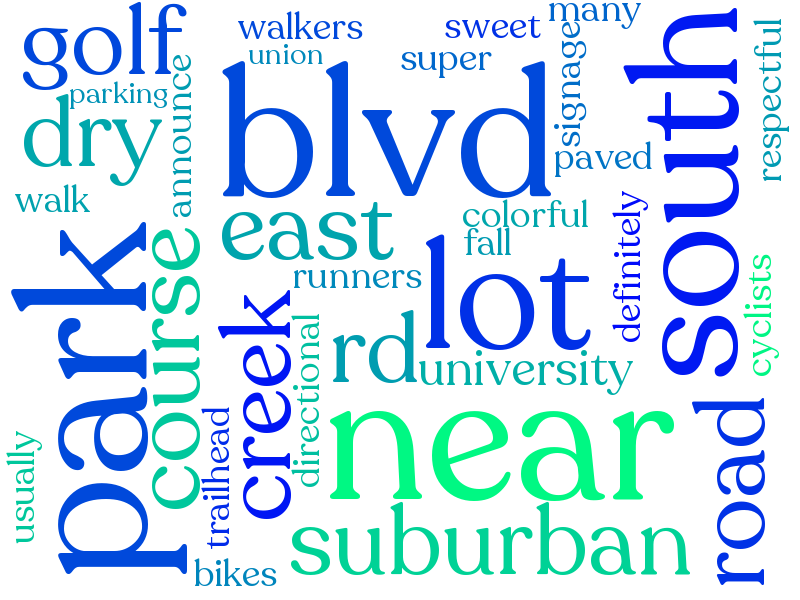 golf
walkers
sweet
many
union
super
parking
announce
blvd
signage
south
respectful
dry
paved
walk
east
colorful
fall
definitely
park
course
runners
lot
cyclists
creek
directional
rd
university
usually
trailhead
near
road
suburban
bikes